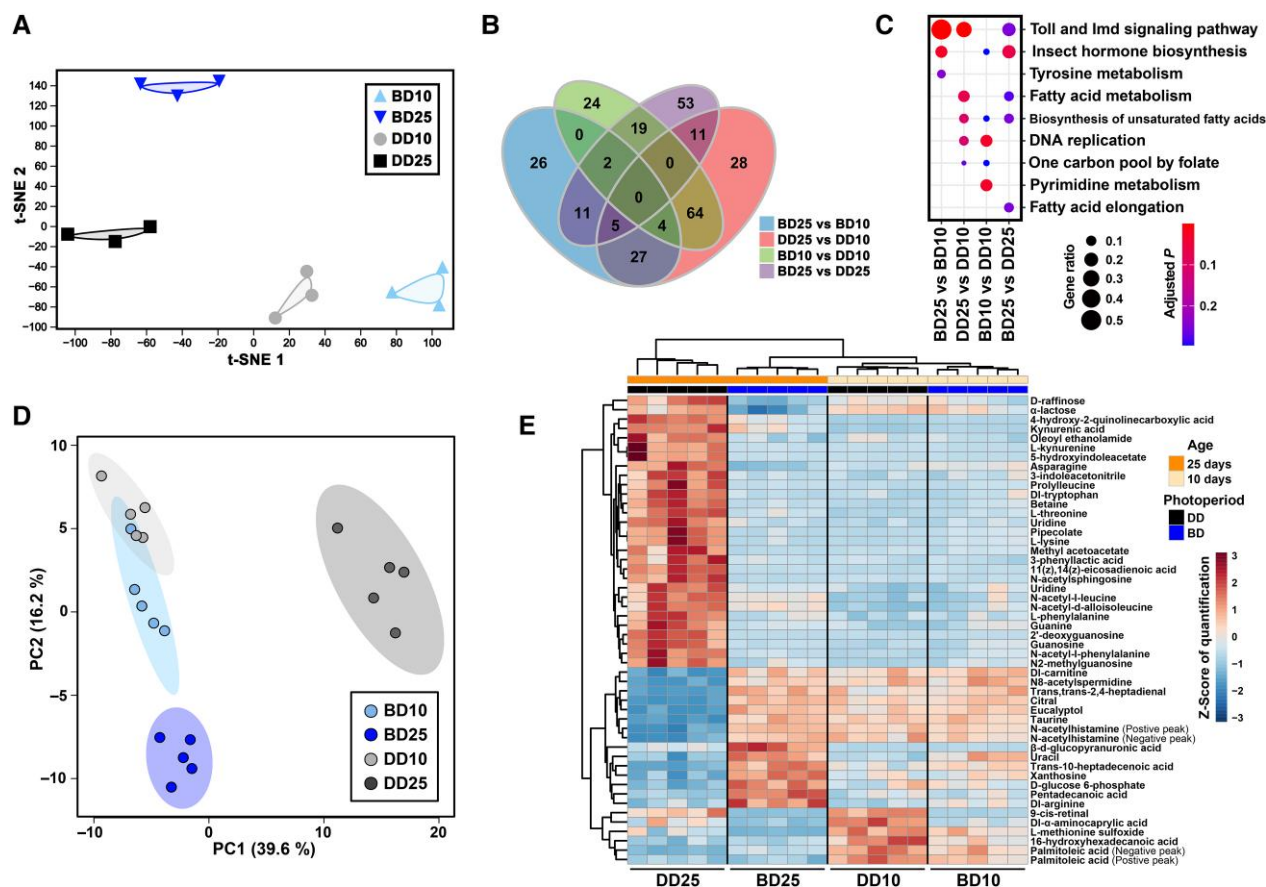 A
t-SNE 2
140
120
100
80
60
40
20
0
−20
−40
−60
−80
−100
−100 −80 −60 −40 −20 0 20 40 60 80 100
t-SNE 1
BD10
BD25
DD10
DD25
B
24 53
0 19 11
26 2 0 28
0
11 5 4 64
27
BD25 vs BD10
DD25 vs DD10
BD10 vs DD10
BD25 vs DD25
C
Toll and Imd signaling pathway
Insect hormone biosynthesis
Tyrosine metabolism
Fatty acid metabolism
Biosynthesis of unsaturated fatty acids
DNA replication
One carbon pool by folate
Pyrimidine metabolism
Fatty acid elongation
BD25 vs BD10
DD25 vs DD10
BD10 vs DD10
BD25 vs DD25
Gene ratio
0.1
0.2
0.3
0.4
0.5
Adjusted P
0.1
0.2
D
PC2 (16.2 %)
10
5
0
−5
−10
−10 0 10 20
PC1 (39.6 %)
BD10
BD25
DD10
DD25
E
D-raffinose
α-lactose
4-hydroxy-2-quinolinecarboxylic acid
Kynurenic acid
Oleoyl ethanolamide
L-kynurenine
5-hydroxyindoleacetate
Asparagine
3-indoleacetonitrile
Prolylleucine
Dl-tryptophan
Betaine
L-threonine
Uridine
Pipecolate
L-lysine
Methyl acetoacetate
3-phenyllactic acid
11(z),14(z)-eicosadienoic acid
N-acetylsphingosine
Uridine
N-acetyl-l-leucine
N-acetyl-d-alloisoleucine
L-phenylalanine
Guanine
2'-deoxyguanosine
Guanosine
N-acetyl-l-phenylalanine
N2-methylguanosine
Dl-carnitine
N8-acetylspermidine
Trans,trans-2,4-heptadienal
Citral
Eucalyptol
Taurine
N-acetylhistamine (Postive peak)
N-acetylhistamine (Negative peak)
β-d-glucopyranuronic acid
Uracil
Trans-10-heptadecenoic acid
Xanthosine
D-glucose 6-phosphate
Pentadecanoic acid
Dl-arginine
9-cis-retinal
Dl-α-aminocaprylic acid
L-methionine sulfoxide
16-hydroxyhexadecanoic acid
Palmitoleic acid (Negative peak)
Palmitoleic acid (Postive peak)
DD25 BD25 DD10 BD10
Age
25 days
10 days
Photoperiod
DD
BD
Z-Score of quantification
3
2
1
0
−1
−2
−3